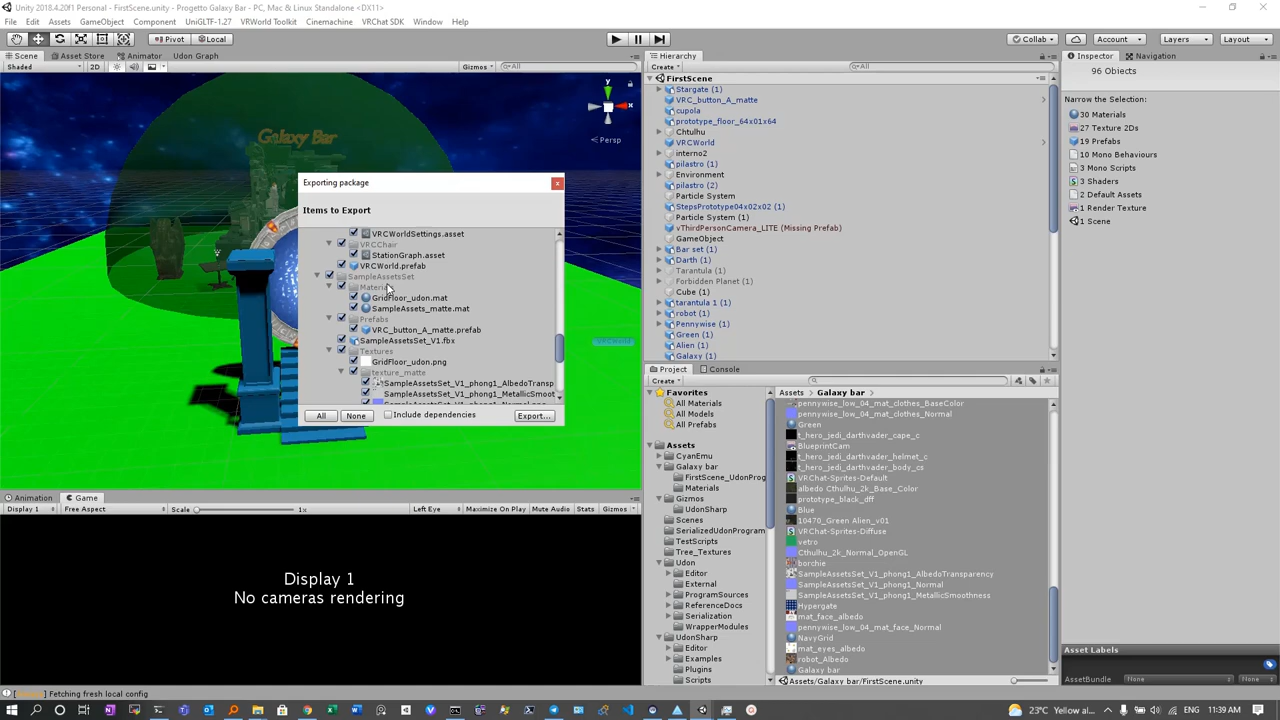 Unity 2018.4.20f1 Personal - FirstScene.unity - Progetto Galaxy Bar - PC, Mac & Linux Standalone <DX11>
File Edit Assets GameObject Component UniGLTF-1.27 VRWorld Toolkit Cinemachine VRChat SDK Window Help
Pivot Local Collab Account Layers Layout
Scene Asset Store Animator Udon Graph
Shaded 2D Gizmos All
y
x
Persp
Galaxy Bar
VRCWorld
Exporting package
Items to Export
VRCWorldSettings.asset
VRCChair
StationGraph.asset
VRCWorld.prefab
SampleAssetsSet
Materials
GridFloor_udon.mat
SampleAssets_matte.mat
Prefabs
VRC_button_A_matte.prefab
SampleAssetsSet_V1.fbx
Textures
GridFloor_udon.png
texture_matte
SampleAssetsSet_V1_phong1_AlbedoTransp
SampleAssetsSet_V1_phong1_MetallicSmoot
All None Include dependencies Export...
Animation Game
Display 1 Free Aspect Scale 1x Left Eye Maximize On Play Mute Audio Stats Gizmos
Display 1
No cameras rendering
Hierarchy
Create All
FirstScene
Stargate (1)
VRC_button_A_matte
cupola
prototype_floor_64x01x64
Chtulhu
VRCWorld
interno2
pilastro (1)
Environment
pilastro (2)
Particle System
StepsPrototype04x02x02 (1)
Particle System (1)
vThirdPersonCamera_LITE (Missing Prefab)
GameObject
Bar set (1)
Darth (1)
Tarantula (1)
Forbidden Planet (1)
Cube (1)
tarantula 1 (1)
robot (1)
Pennywise (1)
Green (1)
Alien (1)
Galaxy (1)
Project Console
Create
Favorites
All Materials
All Models
All Prefabs
Assets
CyanEmu
Galaxy bar
FirstScene_UdonProg
Materials
Gizmos
UdonSharp
Scenes
SerializedUdonProgram
TestScripts
Tree_Textures
Udon
Editor
External
ProgramSources
ReferenceDocs
Serialization
WrapperModules
UdonSharp
Editor
Examples
Plugins
Scripts
Assets Galaxy bar
pennywise_low_04_mat_clothes_BaseColor
pennywise_low_04_mat_clothes_Normal
Green
t_hero_jedi_darthvader_cape_c
BlueprintCam
t_hero_jedi_darthvader_helmet_c
t_hero_jedi_darthvader_body_cs
VRChat-Sprites-Default
albedo Cthulhu_2k_Base_Color
prototype_black_dff
Blue
10470_Green Alien_v01
VRChat-Sprites-Diffuse
vetro
Cthulhu_2k_Normal_OpenGL
borchie
SampleAssetsSet_V1_phong1_AlbedoTransparency
SampleAssetsSet_V1_phong1_Normal
SampleAssetsSet_V1_phong1_MetallicSmoothness
Hypergate
mat_face_albedo
pennywise_low_04_mat_face_Normal
NavyGrid
mat_eyes_albedo
robot_Albedo
Galaxy bar
Assets/Galaxy bar/FirstScene.unity
Inspector Navigation
96 Objects
Narrow the Selection:
30 Materials
27 Texture 2Ds
19 Prefabs
10 Mono Behaviours
3 Mono Scripts
3 Shaders
2 Default Assets
1 Render Texture
1 Scene
Asset Labels
AssetBundle None None
Fetching fresh local config
23°C Yellow al... 11:39 AM